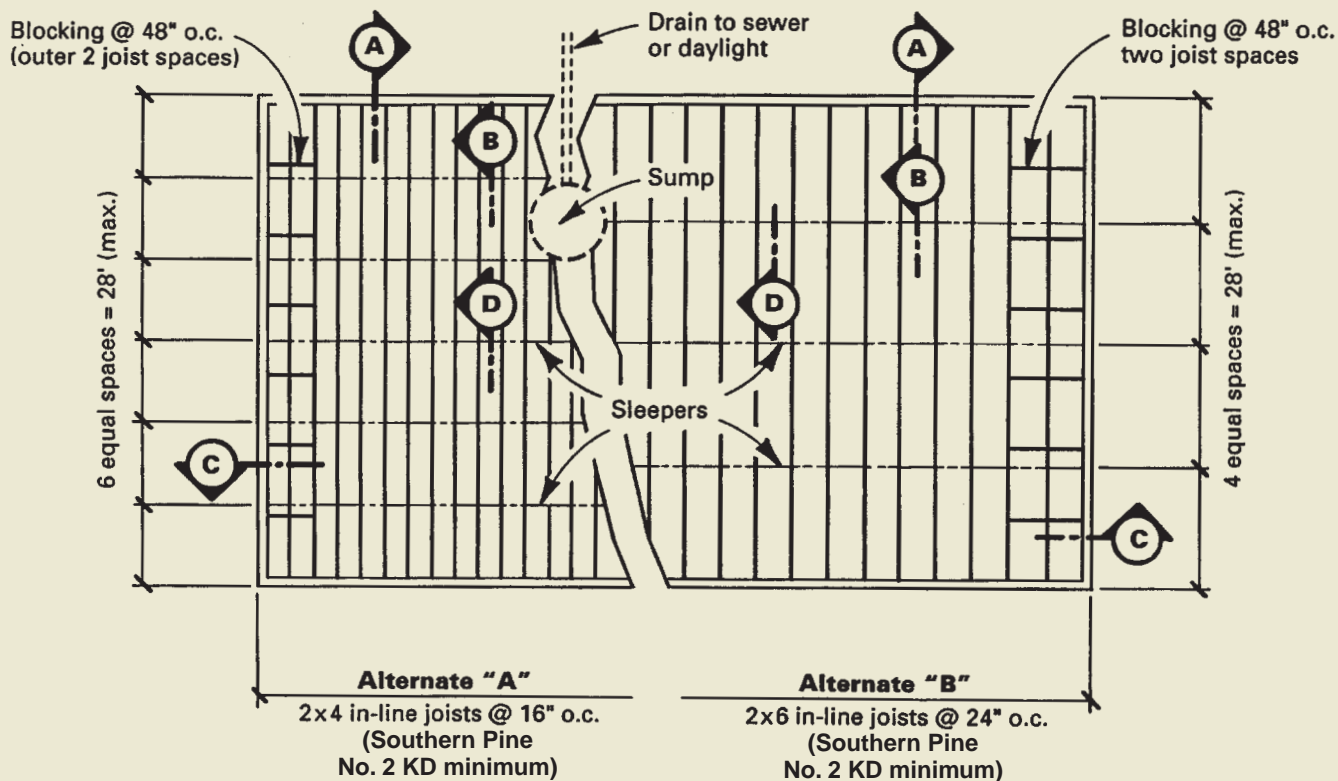 Blocking @ 48" o.c.
(outer 2 joist spaces)
A
Drain to sewer
or daylight
A
Blocking @ 48" o.c.
two joist spaces
B
B
Sump
6 equal spaces = 28' (max.)
4 equal spaces = 28' (max.)
D
D
Sleepers
C
C
Alternate "A"
2x4 in-line joists @ 16" o.c.
(Southern Pine
No. 2 KD minimum)
Alternate "B"
2x6 in-line joists @ 24" o.c.
(Southern Pine
No. 2 KD minimum)